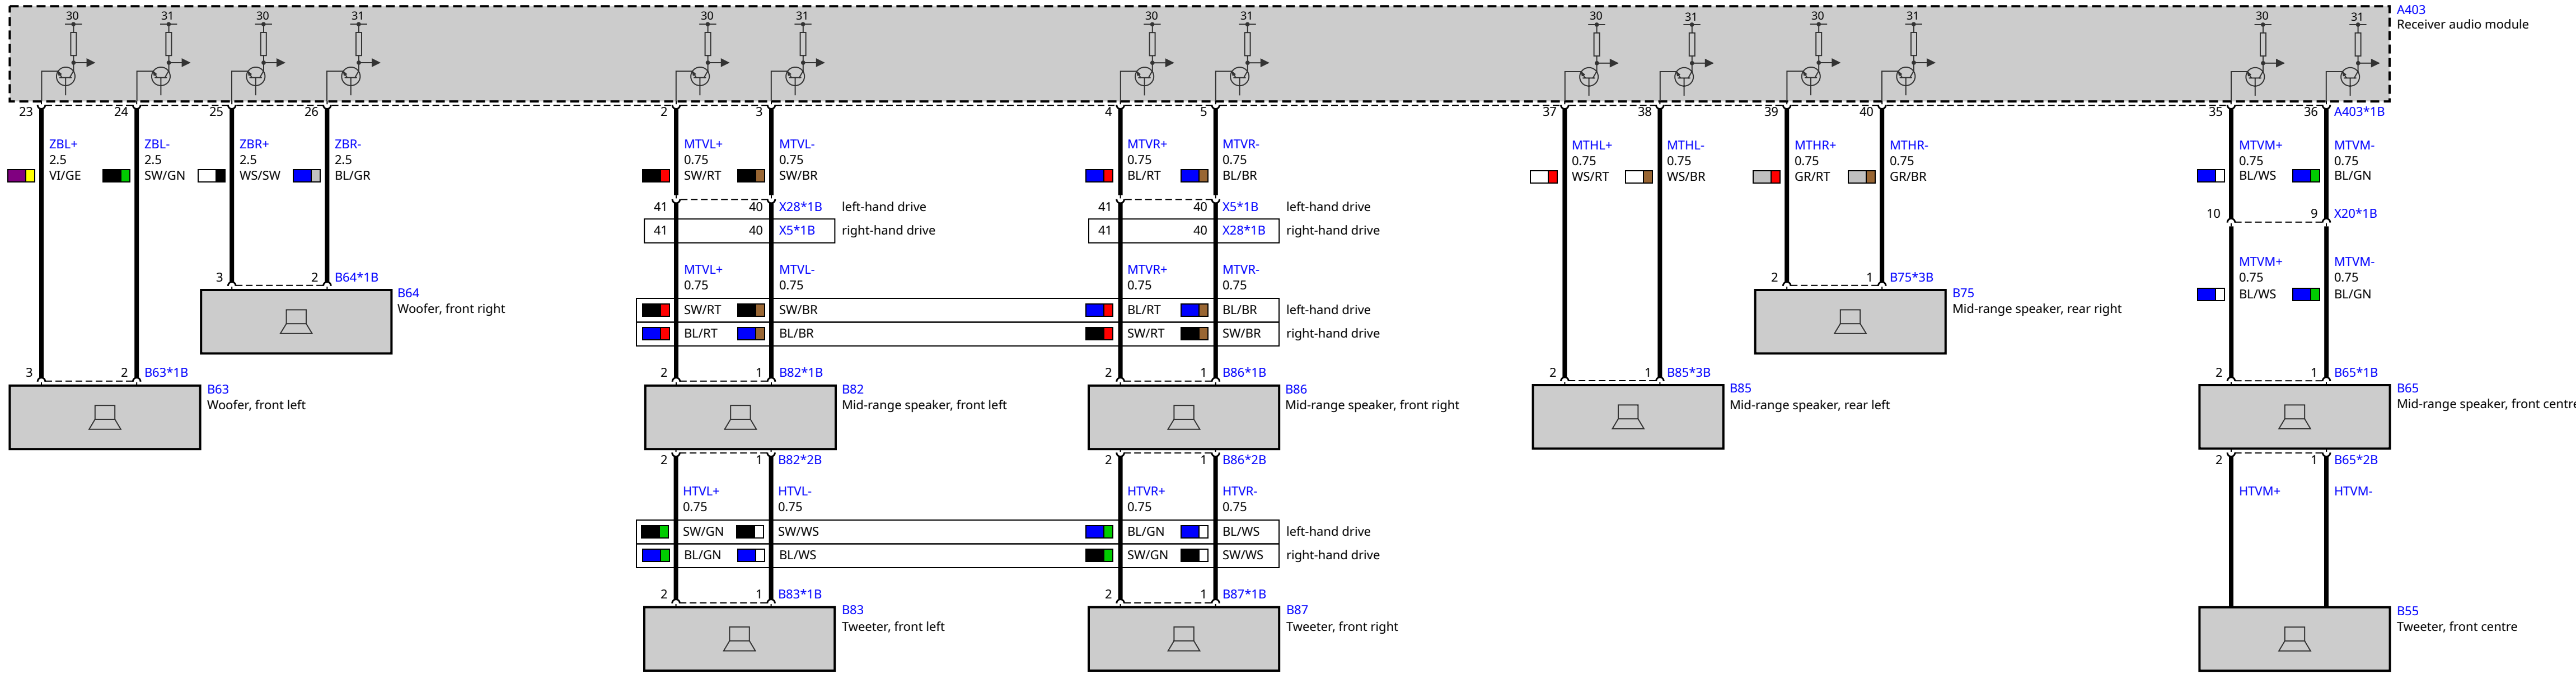 30 31 30 31 30 31 30 31 30 31 30 31 30 31
A403
Receiver audio module
23 24 25 26 2 3 4 5 37 38 39 40 35 36 A403*1B
ZBL+ ZBL- ZBR+ ZBR- MTVL+ MTVL- MTVR+ MTVR- MTHL+ MTHL- MTHR+ MTHR- MTVM+ MTVM-
2.5 2.5 2.5 2.5 0.75 0.75 0.75 0.75 0.75 0.75 0.75 0.75 0.75 0.75
VI/GE SW/GN WS/SW BL/GR SW/RT SW/BR BL/RT BL/BR WS/RT WS/BR GR/RT GR/BR BL/WS BL/GN
41 40 X28*1B left-hand drive 41 40 X5*1B left-hand drive 10 9 X20*1B
41 40 X5*1B right-hand drive 41 40 X28*1B right-hand drive
MTVL+ MTVL- MTVR+ MTVR- MTVM+ MTVM-
0.75 0.75 0.75 0.75 0.75 0.75
3 2 B64*1B 2 1 B75*3B
B64
Woofer, front right
B75
Mid-range speaker, rear right
BL/WS BL/GN
SW/RT SW/BR BL/RT BL/BR left-hand drive
BL/RT BL/BR SW/RT SW/BR right-hand drive
3 2 B63*1B 2 1 B82*1B 2 1 B86*1B 2 1 B85*3B 2 1 B65*1B
B63
Woofer, front left
B82
Mid-range speaker, front left
B86
Mid-range speaker, front right
B85
Mid-range speaker, rear left
B65
Mid-range speaker, front centre
2 1 B82*2B 2 1 B86*2B 2 1 B65*2B
HTVL+ HTVL- HTVR+ HTVR- HTVM+ HTVM-
0.75 0.75 0.75 0.75
SW/GN SW/WS BL/GN BL/WS left-hand drive
BL/GN BL/WS SW/GN SW/WS right-hand drive
2 1 B83*1B 2 1 B87*1B
B83
Tweeter, front left
B87
Tweeter, front right
B55
Tweeter, front centre